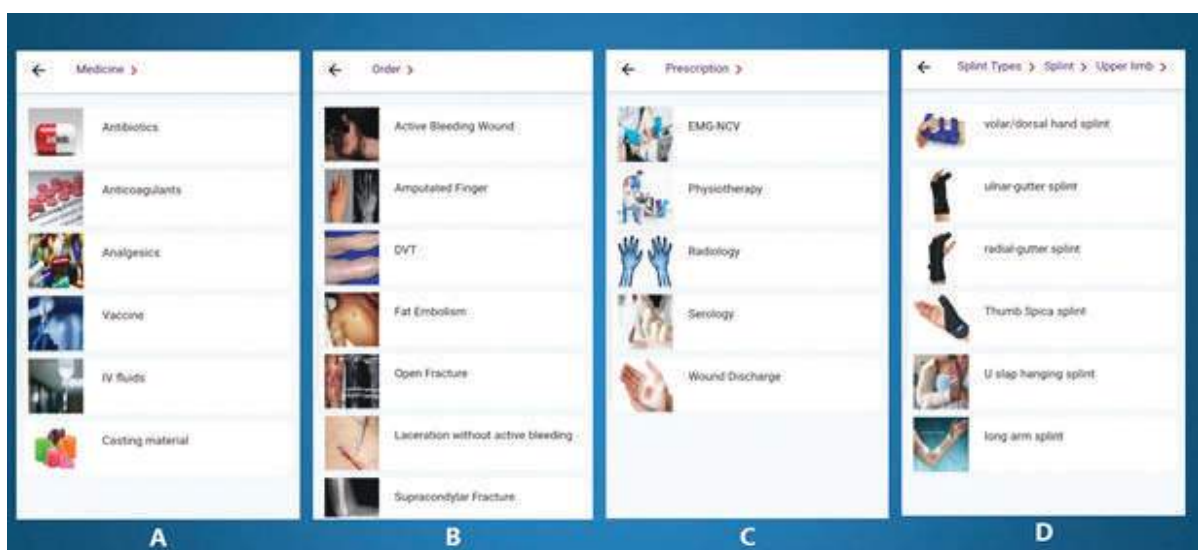 ← Medicine >
Antibiotics
Anticoagulants
Analgesics
Vaccine
IV fluids
Casting material
A
← Order >
Active Bleeding Wound
Amputated Finger
DVT
Fat Embolism
Open Fracture
Laceration without active bleeding
Supracondylar Fracture
B
← Prescription >
EMG-NCV
Physiotherapy
Radiology
Serology
Wound Discharge
C
← Splint Types > Splint > Upper limb >
volar/dorsal hand splint
ulnar-gutter splint
radial-gutter splint
Thumb Spica splint
U slap hanging splint
long arm splint
D